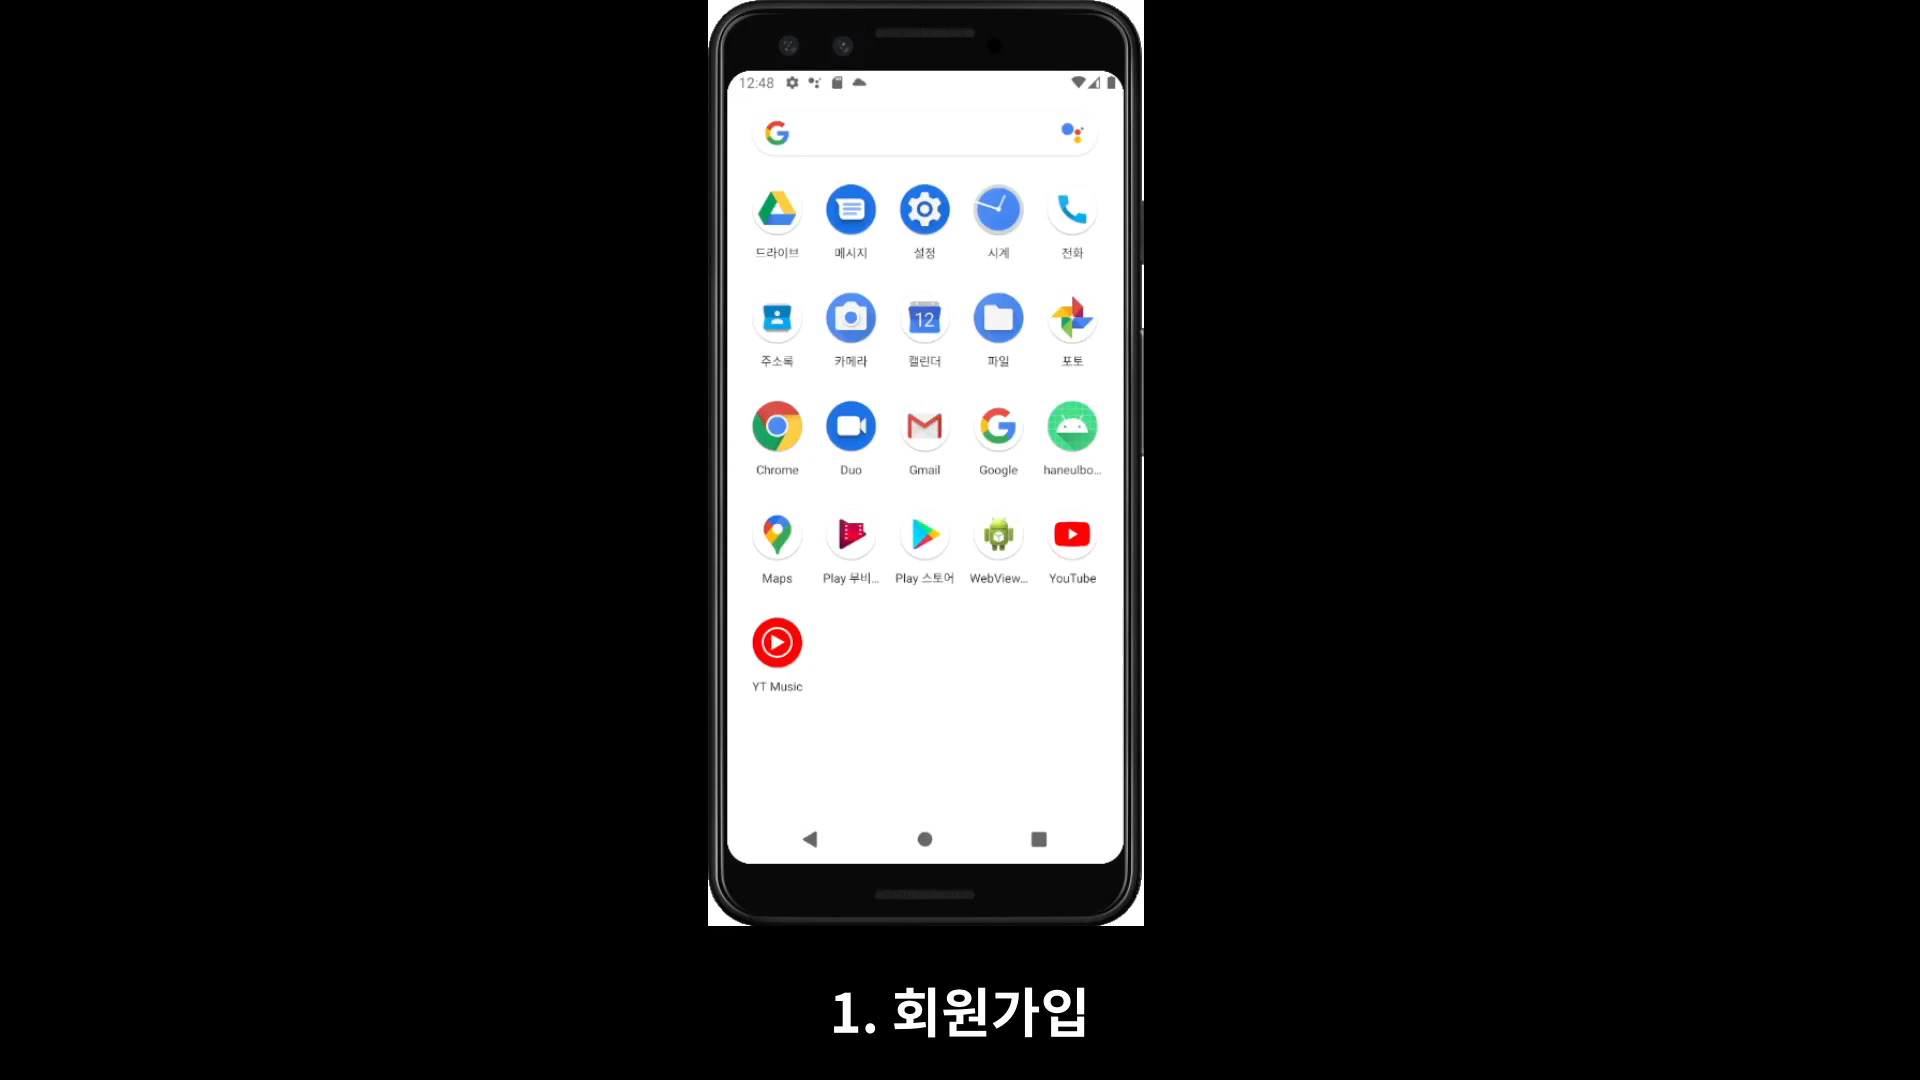 12:48
드라이브 메시지 설정 시계 전화
12
주소록 카메라 캘린더 파일 포토
Chrome Duo Gmail Google haneulbo...
Maps Play 무비... Play 스토어 WebView... YouTube
YT Music
1. 회원가입